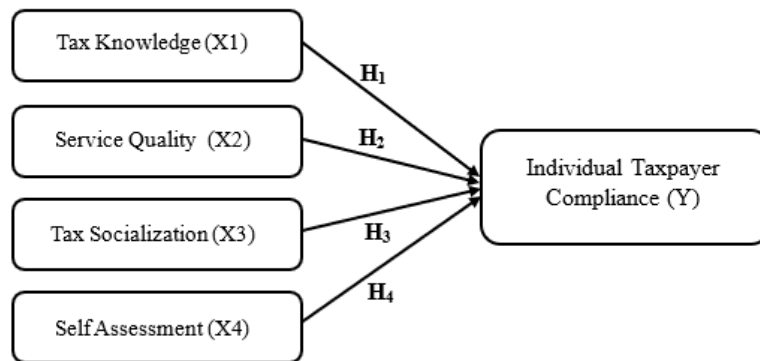 Tax Knowledge (X1)
H1
Service Quality (X2)
H2
Individual Taxpayer
Compliance (Y)
Tax Socialization (X3)
H3
H4
Self Assessment (X4)